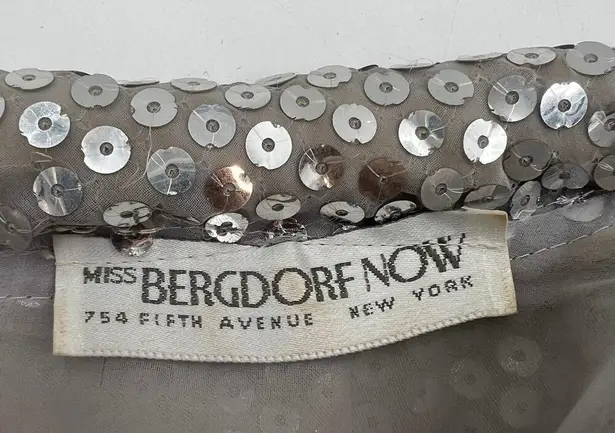 MISS BERGDORF NOW
754 FIFTH AVENUE NEW YORK